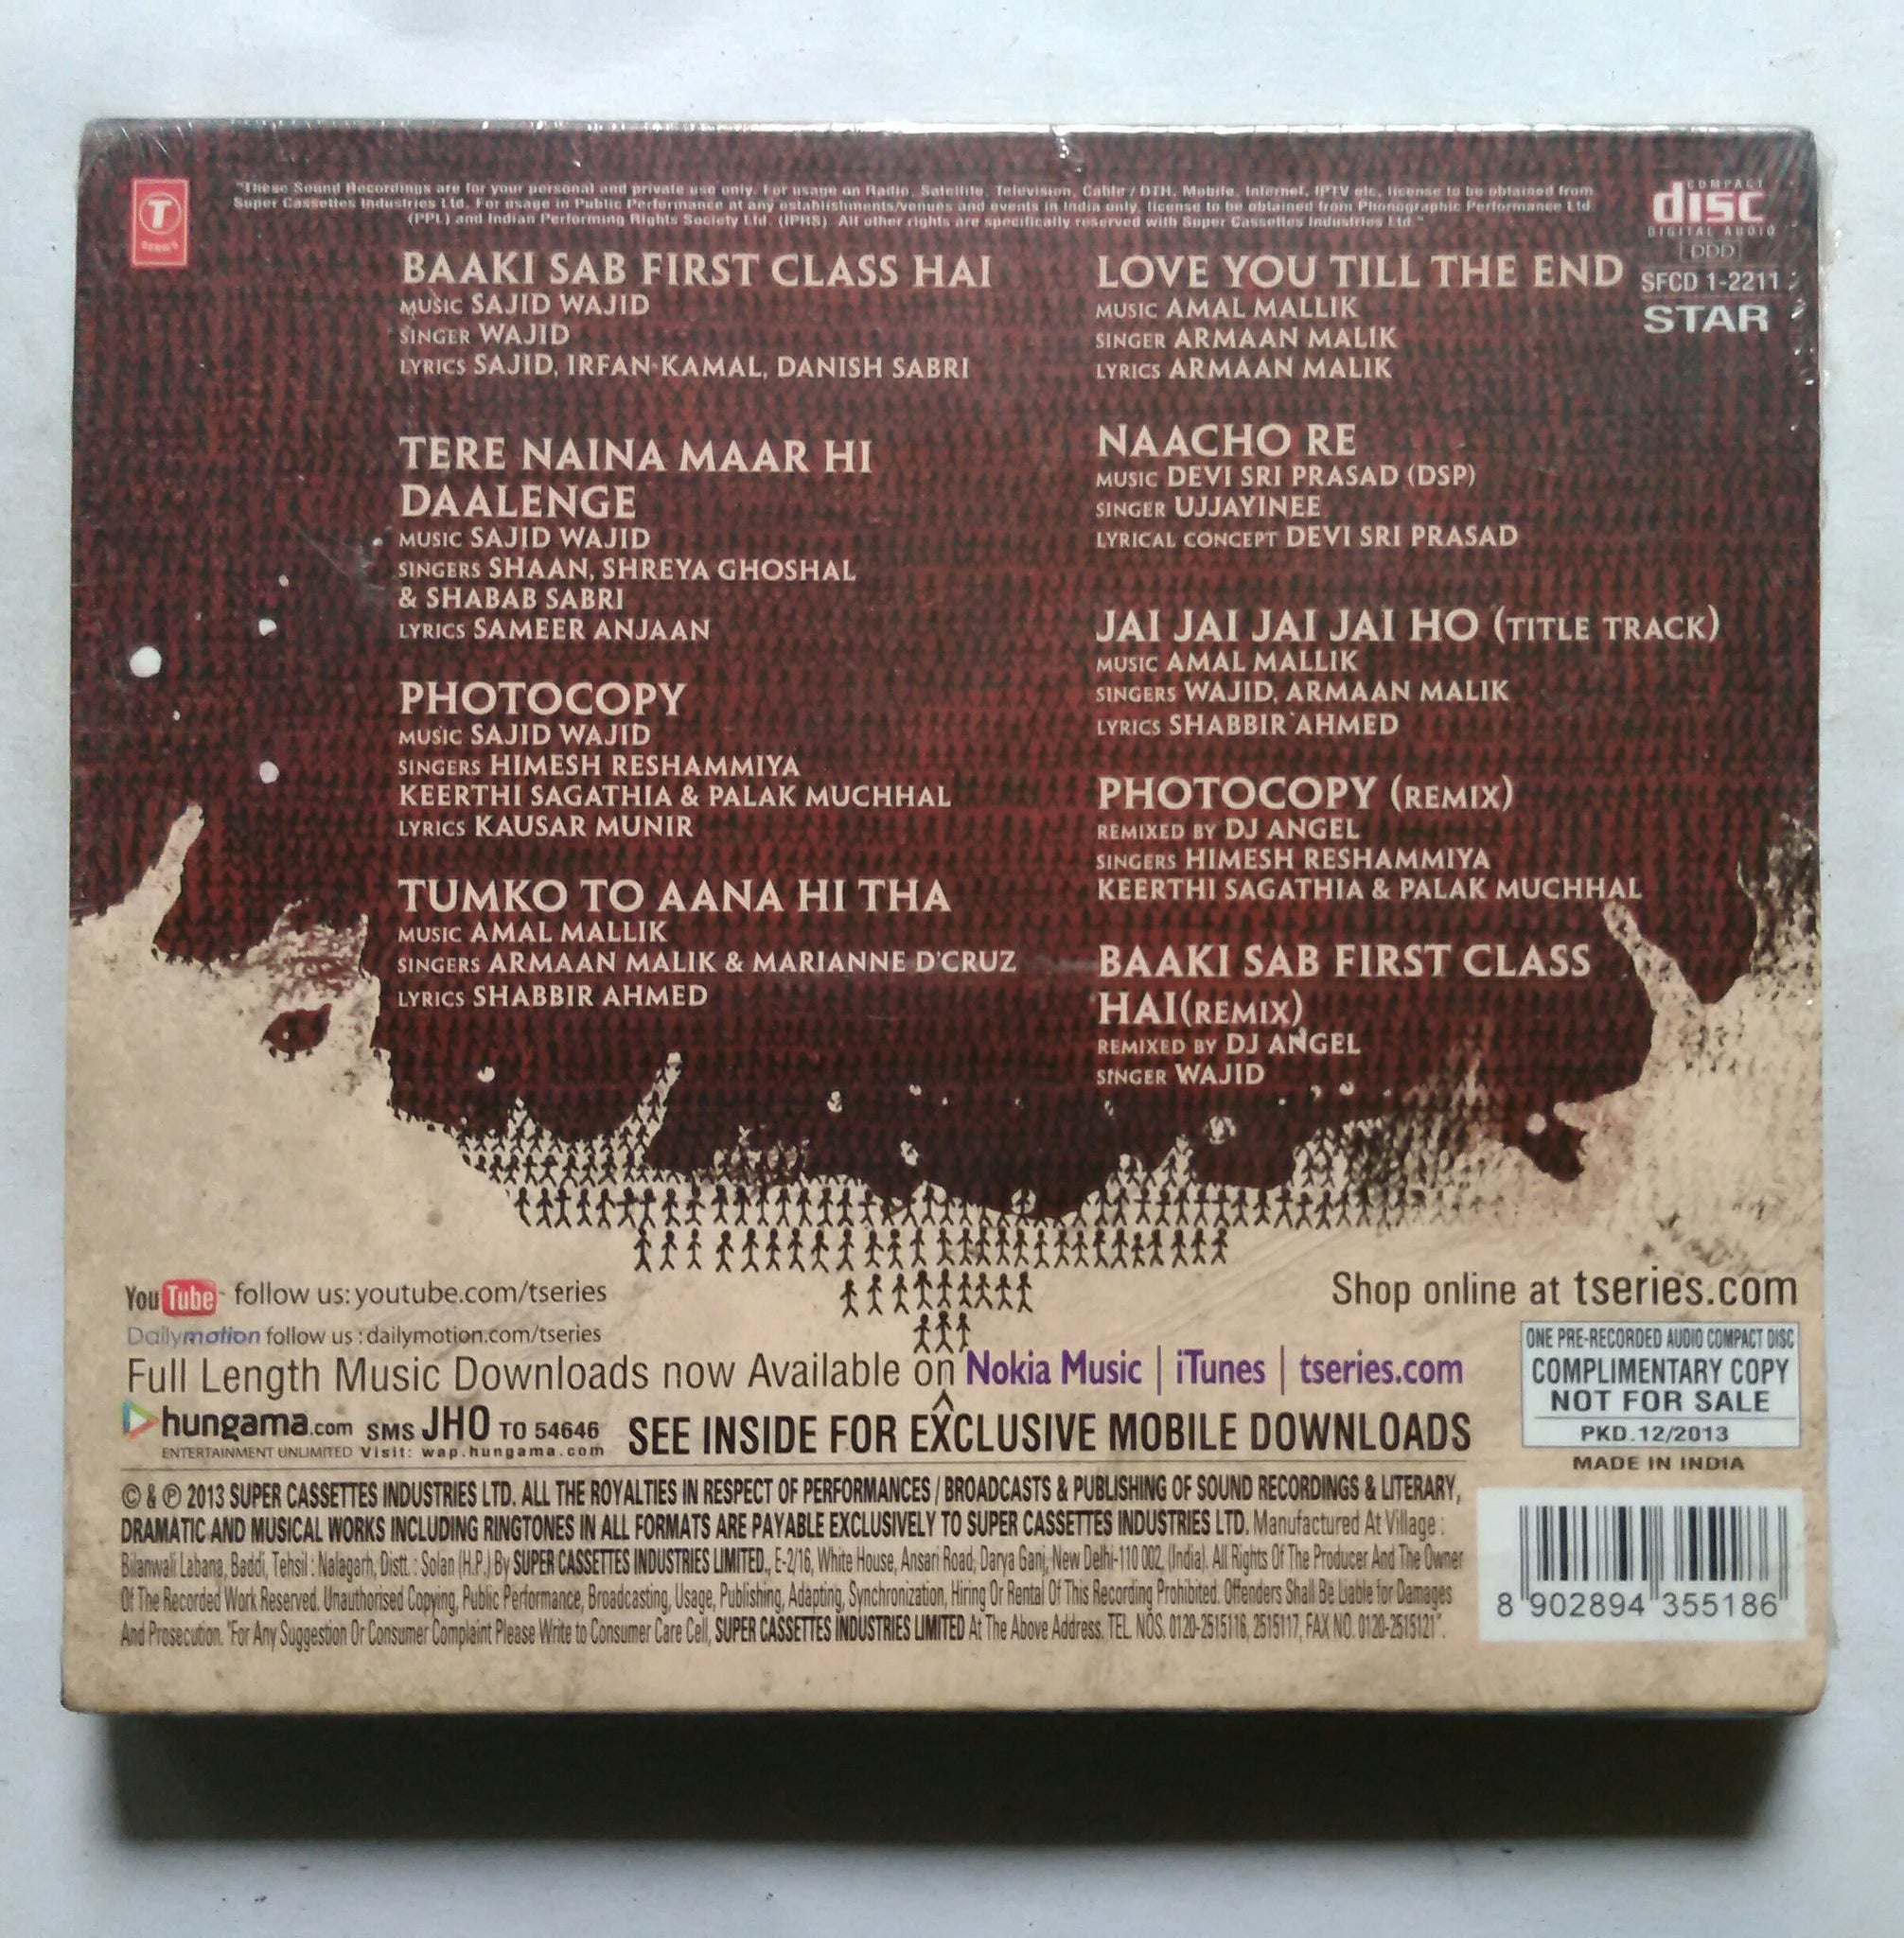 T
SERIES
"These Sound Recordings are for your personal and private use only. For usage on Radio, Satellite, Television, Cable / DTH, Mobile, Internet, IPTV etc, license to be obtained from
Super Cassettes Industries Ltd. For usage in Public Performance at any establishments/venues and events in India only, license to be obtained from Phonographic Performance Ltd
(PPL) and Indian Performing Rights Society Ltd. (IPRS). All other rights are specifically reserved with Super Cassettes Industries Ltd."
COMPACT
disc
DIGITAL AUDIO
DDD
SFCD 1-2211
STAR
BAAKI SAB FIRST CLASS HAI
MUSIC SAJID WAJID
SINGER WAJID
LYRICS SAJID, IRFAN KAMAL, DANISH SABRI
TERE NAINA MAAR HI
DAALENGE
MUSIC SAJID WAJID
SINGERS SHAAN, SHREYA GHOSHAL
& SHABAB SABRI
LYRICS SAMEER ANJAAN
PHOTOCOPY
MUSIC SAJID WAJID
SINGERS HIMESH RESHAMMIYA
KEERTHI SAGATHIA & PALAK MUCHHAL
LYRICS KAUSAR MUNIR
TUMKO TO AANA HI THA
MUSIC AMAL MALLIK
SINGERS ARMAAN MALIK & MARIANNE D'CRUZ
LYRICS SHABBIR AHMED
LOVE YOU TILL THE END
MUSIC AMAL MALLIK
SINGER ARMAAN MALIK
LYRICS ARMAAN MALIK
NAACHO RE
MUSIC DEVI SRI PRASAD (DSP)
SINGER UJJAYINEE
LYRICAL CONCEPT DEVI SRI PRASAD
JAI JAI JAI JAI HO (TITLE TRACK)
MUSIC AMAL MALLIK
SINGERS WAJID, ARMAAN MALIK
LYRICS SHABBIR AHMED
PHOTOCOPY (REMIX)
REMIXED BY DJ ANGEL
SINGERS HIMESH RESHAMMIYA
KEERTHI SAGATHIA & PALAK MUCHHAL
BAAKI SAB FIRST CLASS
HAI(REMIX)
REMIXED BY DJ ANGEL
SINGER WAJID
YouTube follow us: youtube.com/tseries
Dailymotion follow us : dailymotion.com/tseries
Shop online at tseries.com
Full Length Music Downloads now Available on Nokia Music | iTunes | tseries.com
hungama.com SMS JHO TO 54646 SEE INSIDE FOR EXCLUSIVE MOBILE DOWNLOADS
ENTERTAINMENT UNLIMITED Visit: wap.hungama.com
ONE PRE-RECORDED AUDIO COMPACT DISC
COMPLIMENTARY COPY
NOT FOR SALE
PKD.12/2013
MADE IN INDIA
© & ℗ 2013 SUPER CASSETTES INDUSTRIES LTD. ALL THE ROYALTIES IN RESPECT OF PERFORMANCES / BROADCASTS & PUBLISHING OF SOUND RECORDINGS & LITERARY,
DRAMATIC AND MUSICAL WORKS INCLUDING RINGTONES IN ALL FORMATS ARE PAYABLE EXCLUSIVELY TO SUPER CASSETTES INDUSTRIES LTD. Manufactured At Village :
Bilanwali Labana, Baddi, Tehsil : Nalagarh, Distt. : Solan (H.P.) By SUPER CASSETTES INDUSTRIES LIMITED., E-2/16, White House, Ansari Road, Darya Ganj, New Delhi-110 002, (India). All Rights Of The Producer And The Owner
Of The Recorded Work Reserved. Unauthorised Copying, Public Performance, Broadcasting, Usage, Publishing, Adapting, Synchronization, Hiring Or Rental Of This Recording Prohibited. Offenders Shall Be Liable for Damages
And Prosecution. "For Any Suggestion Or Consumer Complaint Please Write to Consumer Care Cell, SUPER CASSETTES INDUSTRIES LIMITED At The Above Address. TEL. NOS. 0120-2515116, 2515117, FAX NO. 0120-2515121".
8 902894 355186